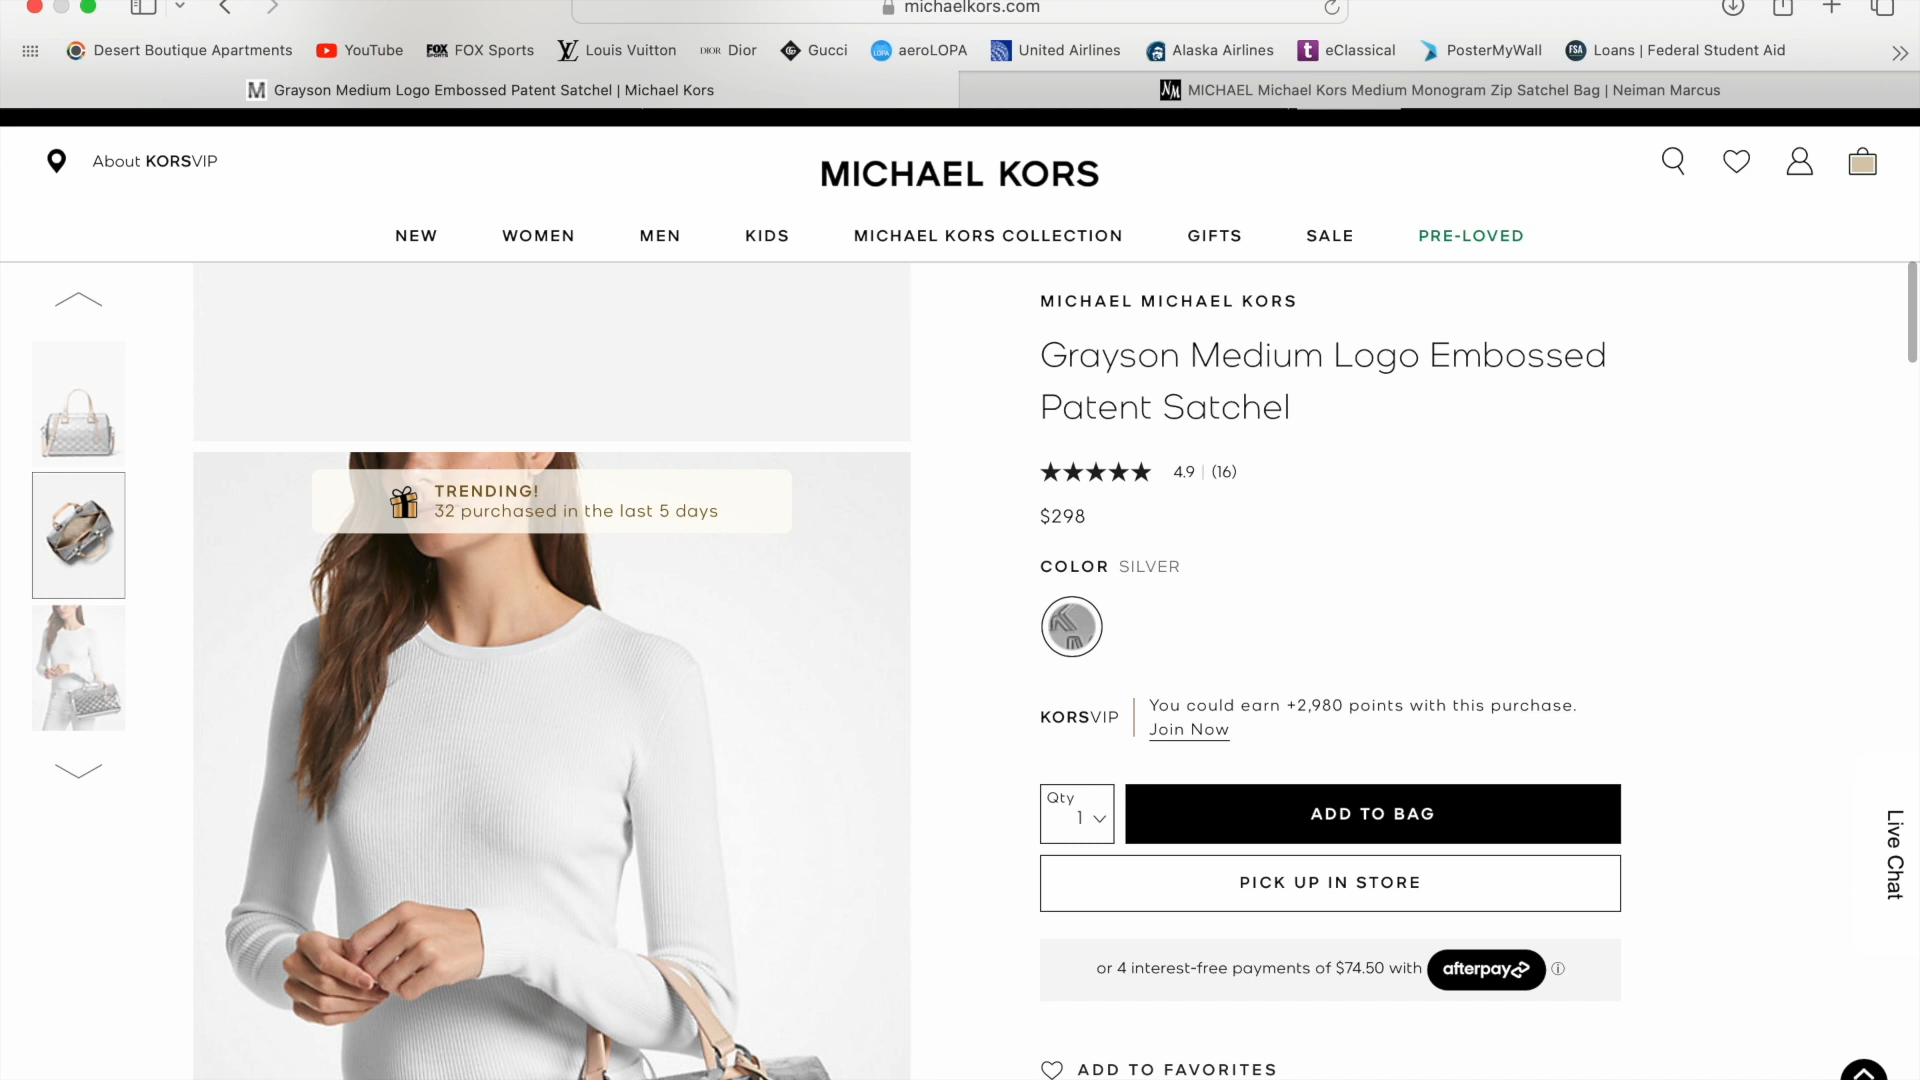 michaelkors.com
Desert Boutique Apartments
YouTube
FOX SPORTS FOX Sports
Louis Vuitton
DIOR Dior
Gucci
LOPA aeroLOPA
United Airlines
Alaska Airlines
t eClassical
PosterMyWall
FSA Loans | Federal Student Aid
M Grayson Medium Logo Embossed Patent Satchel | Michael Kors
NM MICHAEL Michael Kors Medium Monogram Zip Satchel Bag | Neiman Marcus
About KORSVIP
MICHAEL KORS
NEW
WOMEN
MEN
KIDS
MICHAEL KORS COLLECTION
GIFTS
SALE
PRE-LOVED
TRENDING!
32 purchased in the last 5 days
MICHAEL MICHAEL KORS
Grayson Medium Logo Embossed
Patent Satchel
4.9 | (16)
$298
COLOR SILVER
KORSVIP
You could earn +2,980 points with this purchase.
Join Now
Qty
1
ADD TO BAG
PICK UP IN STORE
or 4 interest-free payments of $74.50 with afterpay
ADD TO FAVORITES
Live Chat